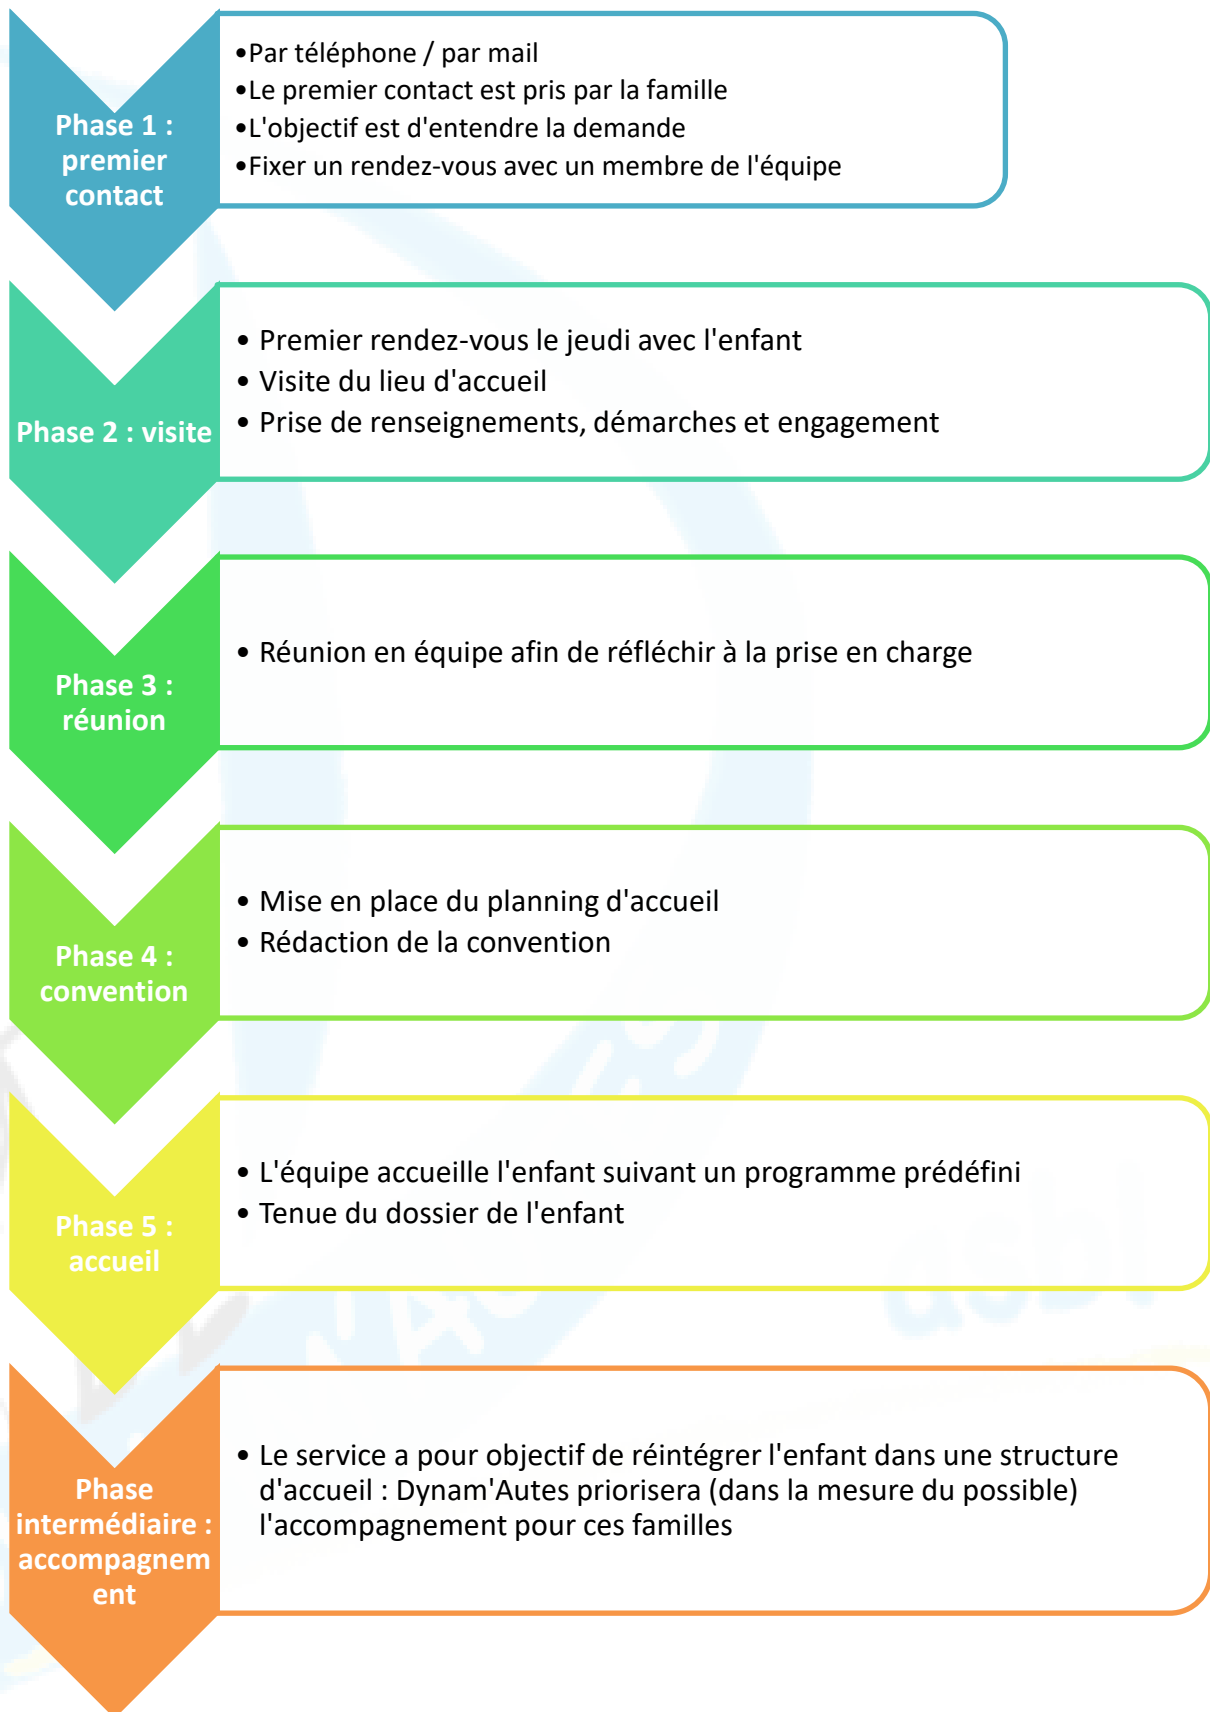 Phase 1 :
premier
contact
•Par téléphone / par mail
•Le premier contact est pris par la famille
•L'objectif est d'entendre la demande
•Fixer un rendez-vous avec un membre de l'équipe
Phase 2 : visite
• Premier rendez-vous le jeudi avec l'enfant
• Visite du lieu d'accueil
• Prise de renseignements, démarches et engagement
Phase 3 :
réunion
• Réunion en équipe afin de réfléchir à la prise en charge
Phase 4 :
convention
• Mise en place du planning d'accueil
• Rédaction de la convention
Phase 5 :
accueil
• L'équipe accueille l'enfant suivant un programme prédéfini
• Tenue du dossier de l'enfant
Phase
intermédiaire :
accompagnem
ent
• Le service a pour objectif de réintégrer l'enfant dans une structure
d'accueil : Dynam'Autes priorisera (dans la mesure du possible)
l'accompagnement pour ces familles
asbl